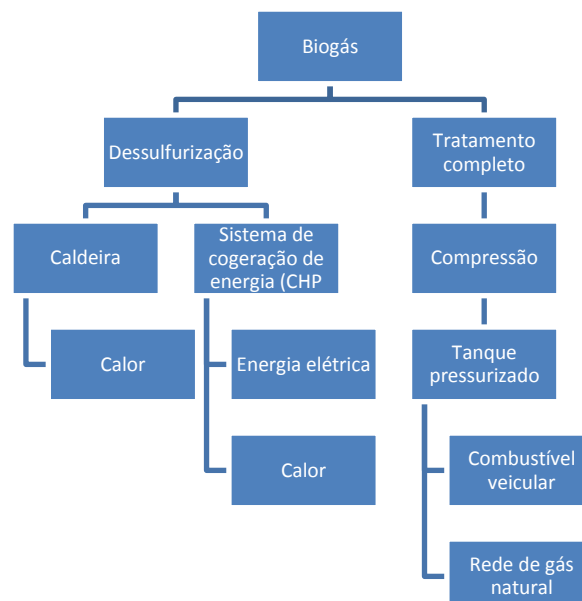 Biogás
Dessulfurização
Tratamento
completo
Caldeira
Sistema de
cogeração de
energia (CHP
Compressão
Calor
Energia elétrica
Tanque
pressurizado
Calor
Combustível
veicular
Rede de gás
natural